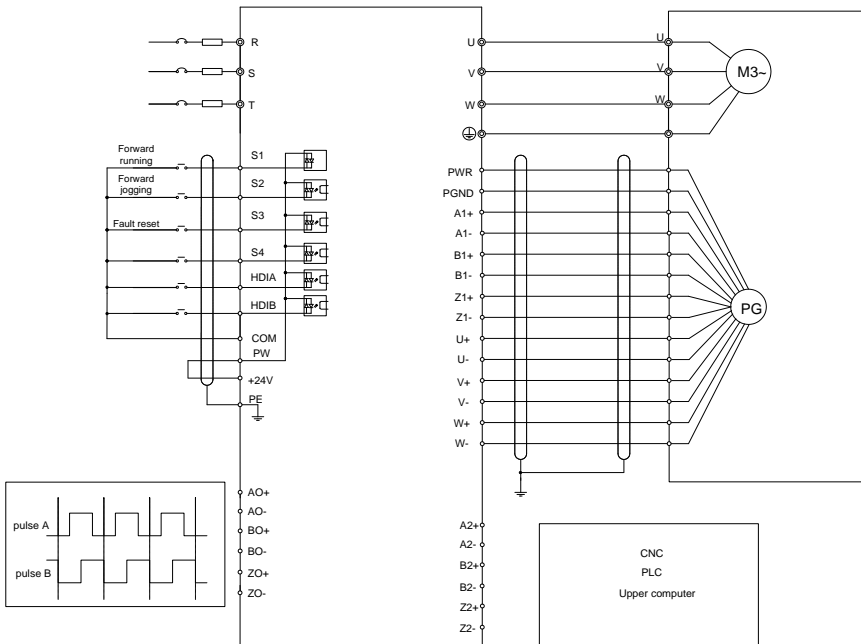 R
S
T
U
V
W
U
V
W
M3~
Forward
running
Forward
jogging
Fault reset
S1
S2
S3
S4
HDIA
HDIB
COM
PW
+24V
PE
PWR
PGND
A1+
A1-
B1+
B1-
Z1+
Z1-
U+
U-
V+
V-
W+
W-
PG
pulse A
pulse B
AO+
AO-
BO+
BO-
ZO+
ZO-
A2+
A2-
B2+
B2-
Z2+
Z2-
CNC
PLC
Upper computer